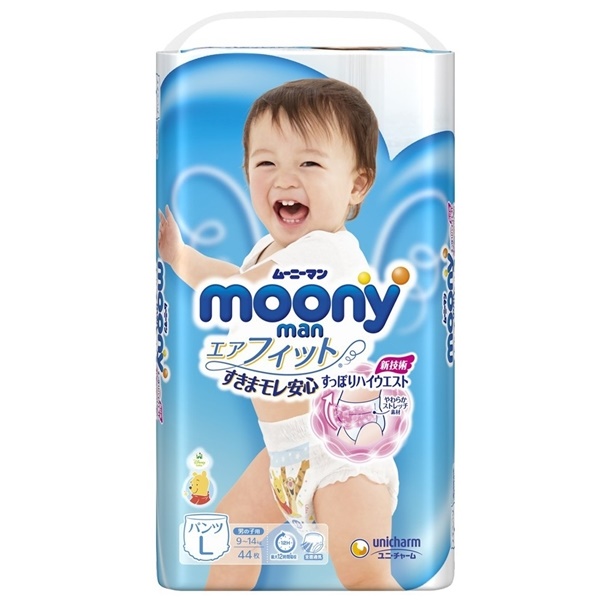 ムーニーマン
moony
man
エアフィット
すきまモレ安心
新技術
すっぽりハイウエスト
やわらか
ストレッチ
素材
パンツ
L
男の子用
9~14kg
44枚
12H
unicharm
ユニ・チャーム
moony